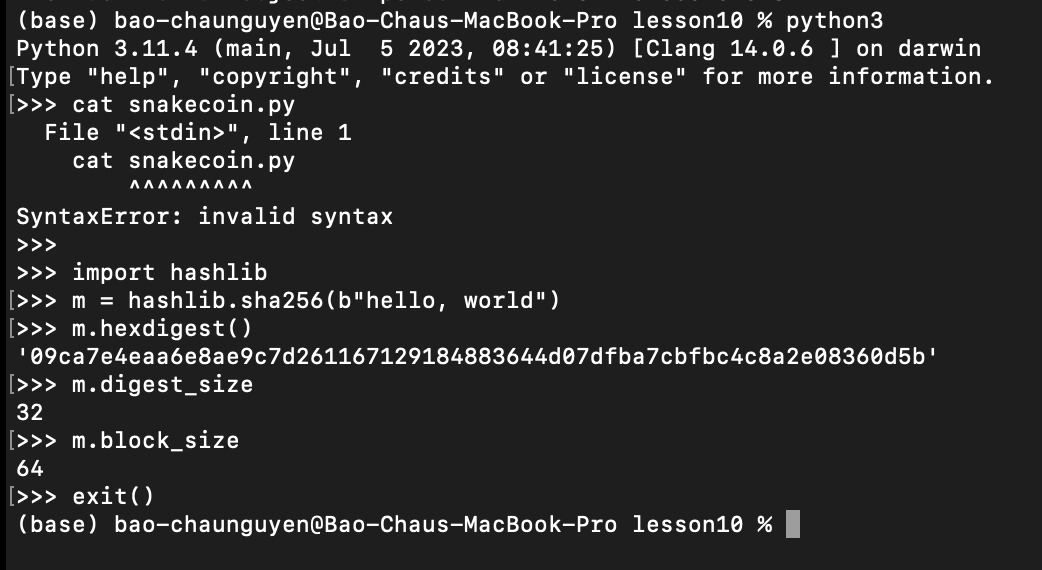 (base) bao-chaunguyen@Bao-Chaus-MacBook-Pro lesson10 % python3
Python 3.11.4 (main, Jul  5 2023, 08:41:25) [Clang 14.0.6 ] on darwin
[Type "help", "copyright", "credits" or "license" for more information.
[>>> cat snakecoin.py
  File "<stdin>", line 1
    cat snakecoin.py
        ^^^^^^^^^
SyntaxError: invalid syntax
>>>
>>> import hashlib
[>>> m = hashlib.sha256(b"hello, world")
[>>> m.hexdigest()
'09ca7e4eaa6e8ae9c7d261167129184883644d07dfba7cbfbc4c8a2e08360d5b'
[>>> m.digest_size
32
[>>> m.block_size
64
[>>> exit()
(base) bao-chaunguyen@Bao-Chaus-MacBook-Pro lesson10 %